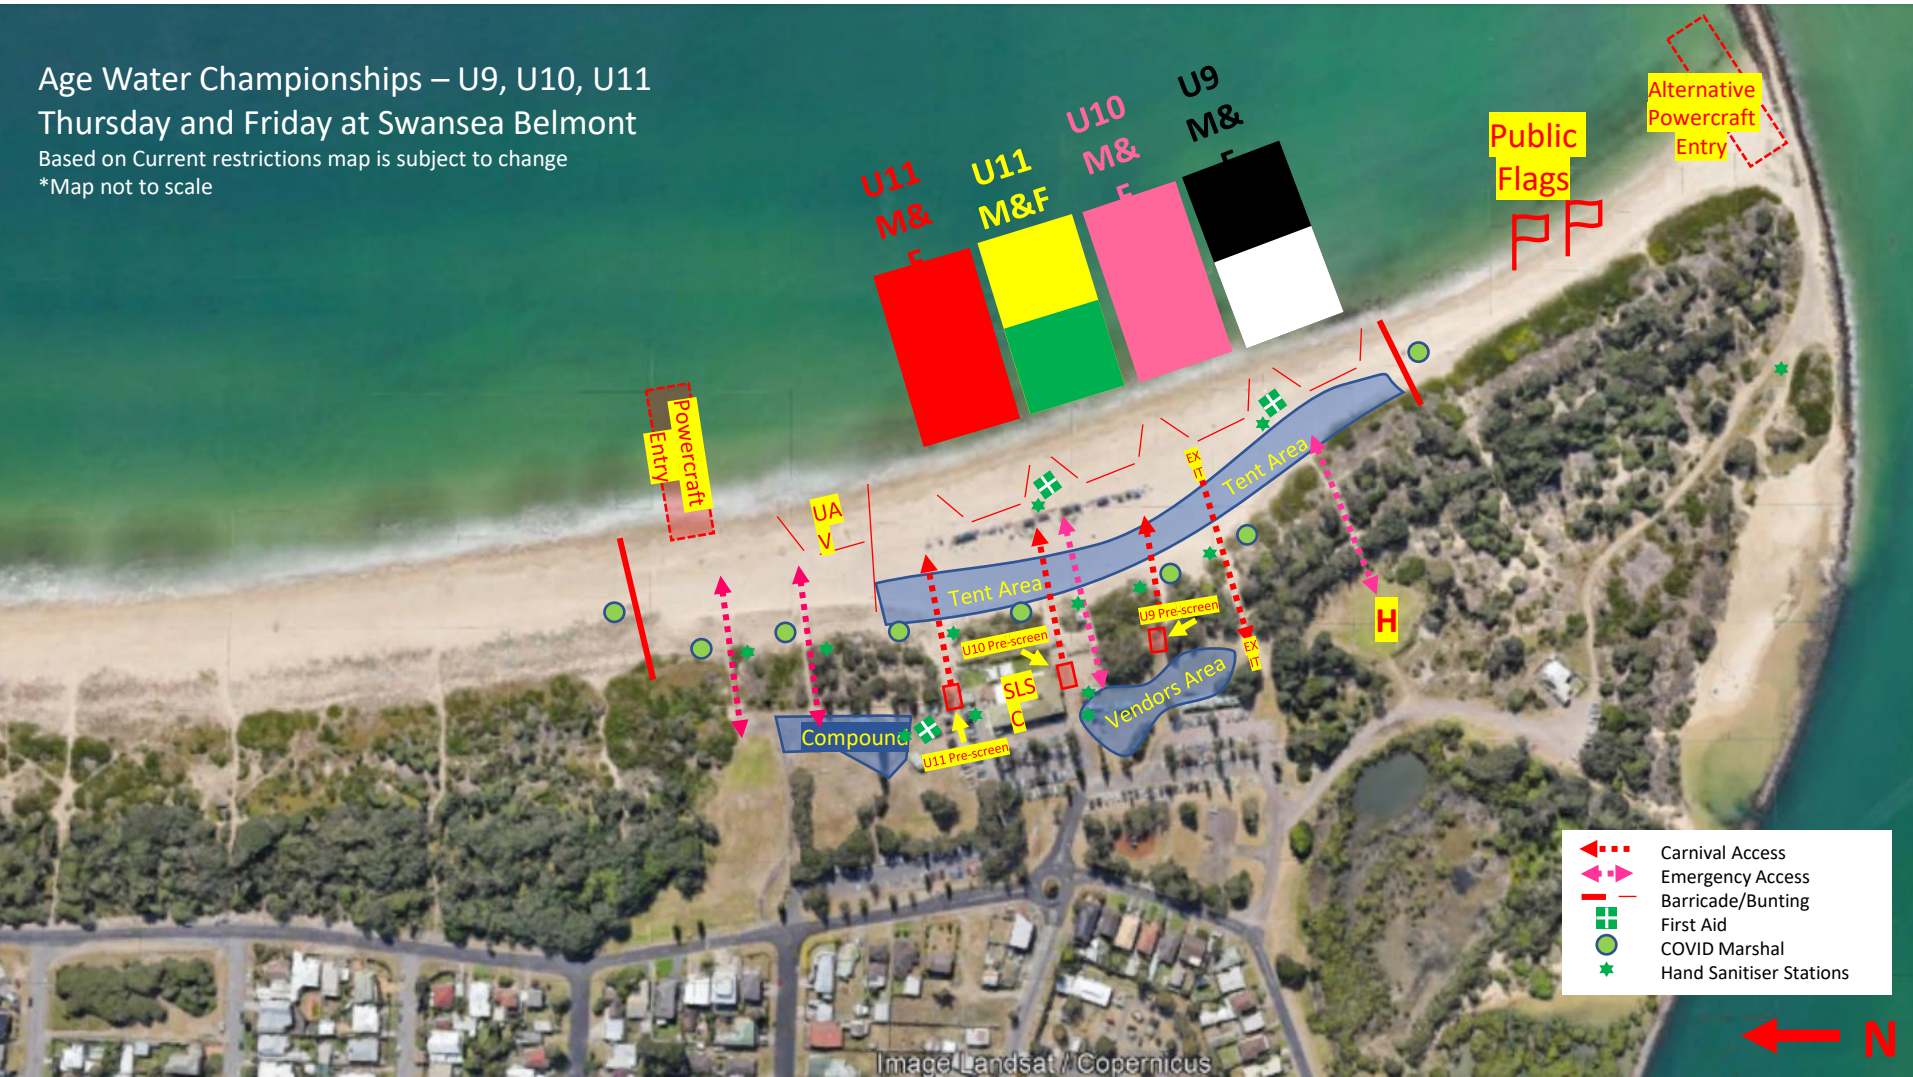 Age Water Championships – U9, U10, U11
Thursday and Friday at Swansea Belmont
Based on Current restrictions map is subject to change
*Map not to scale
U11
M&
F
U11
M&F
U10
M&
F
U9
M&
F
Public
Flags
Alternative
Powercraft
Entry
Powercraft
Entry
UA
V
EX
IT
Tent Area
Tent Area
U9 Pre-screen
U10 Pre-screen
H
EX
IT
SLS
C
Vendors Area
Compound
U11 Pre-screen
Carnival Access
Emergency Access
Barricade/Bunting
First Aid
COVID Marshal
Hand Sanitiser Stations
N
Image Landsat / Copernicus